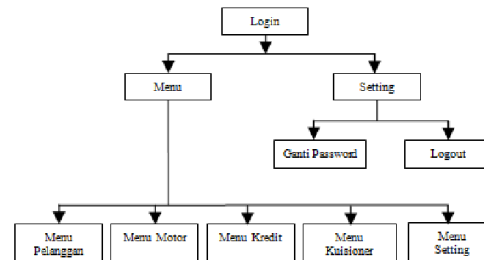 Login
Menu
Setting
Ganti Password
Logout
Menu
Pelanggan
Menu Motor
Menu Kredit
Menu
Kuisioner
Menu
Setting